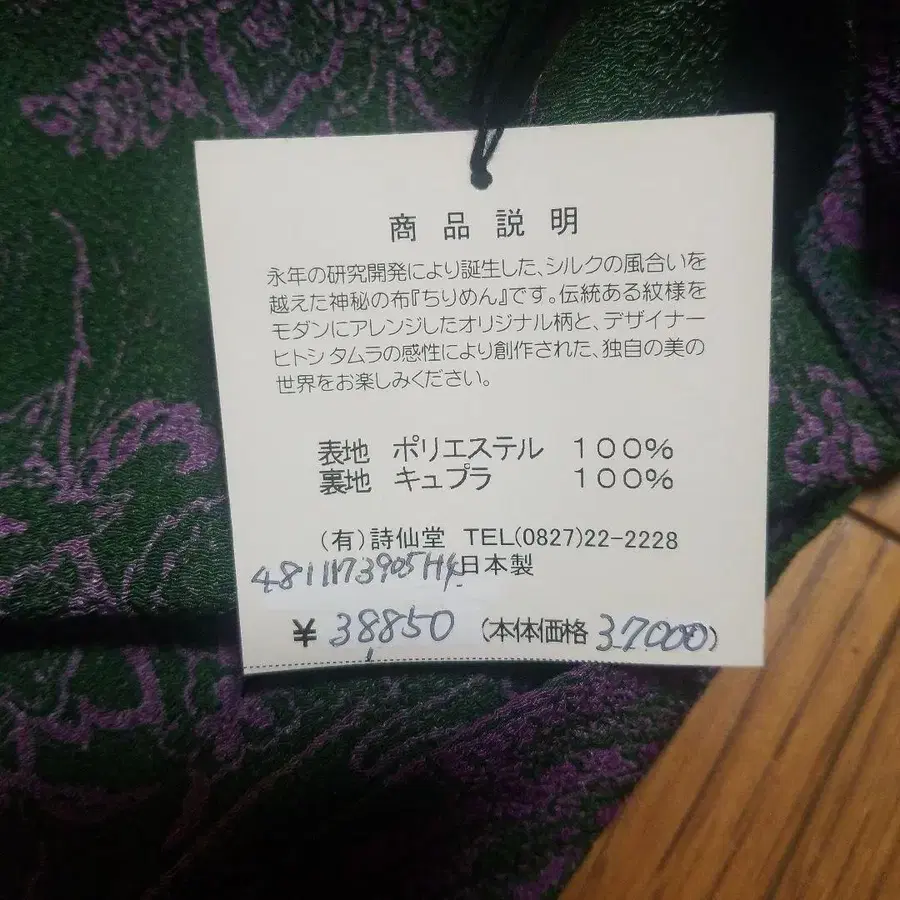 商品説明
永年の研究開発により誕生した、シルクの風合いを
越えた神秘の布『ちりめん』です。伝統ある紋様を
モダンにアレンジしたオリジナル柄と、デザイナー
ヒトシタムラの感性により創作された、独自の美の
世界をお楽しみください。
表地 ポリエステル 100%
裏地 キュプラ 100%
(有)詩仙堂 TEL(0827)22-2228
日本製
¥ 38850 (本体価格 37000)